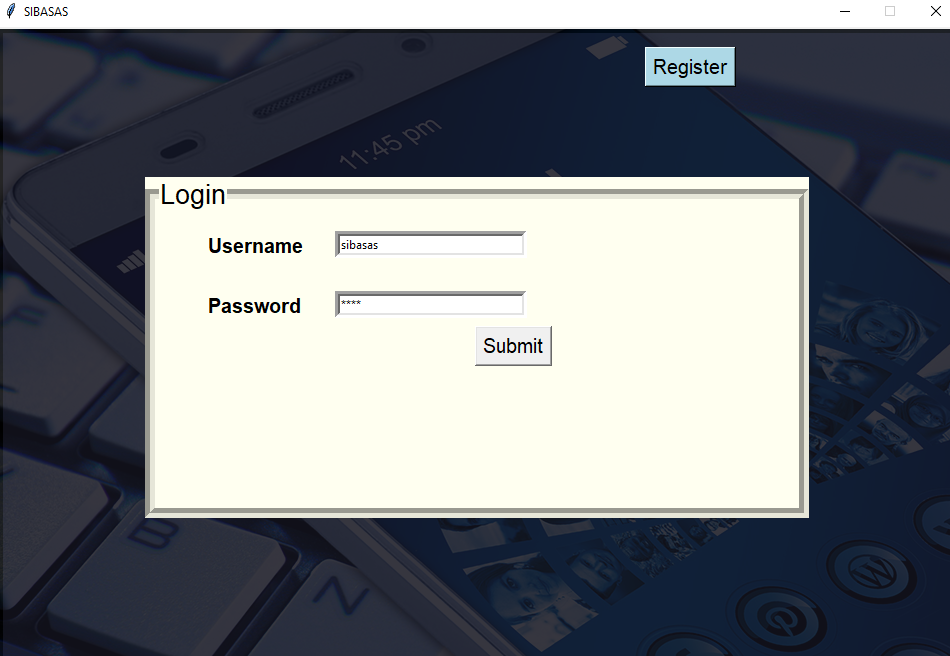 SIBASAS
Register
11:45 pm
Login
Username
sibasas
Password
****
Submit
F
B
N